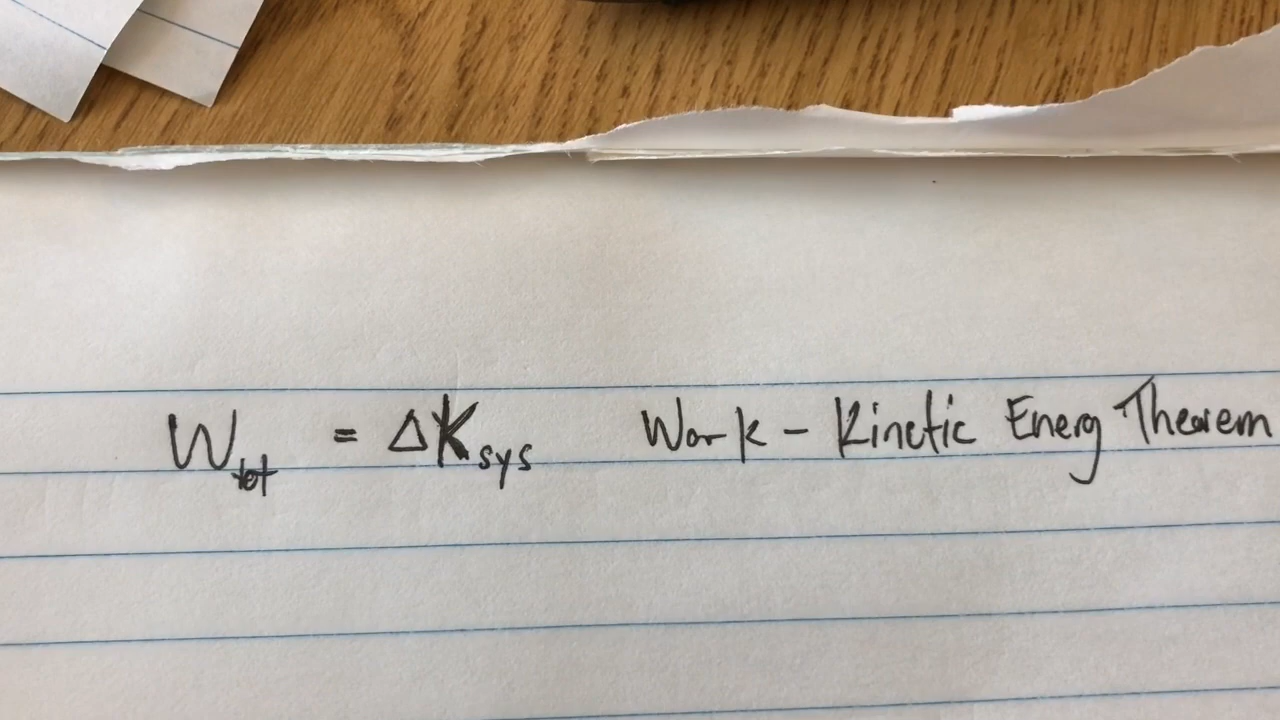 W_tot = ΔK_sys Work - Kinetic Energ Theorem